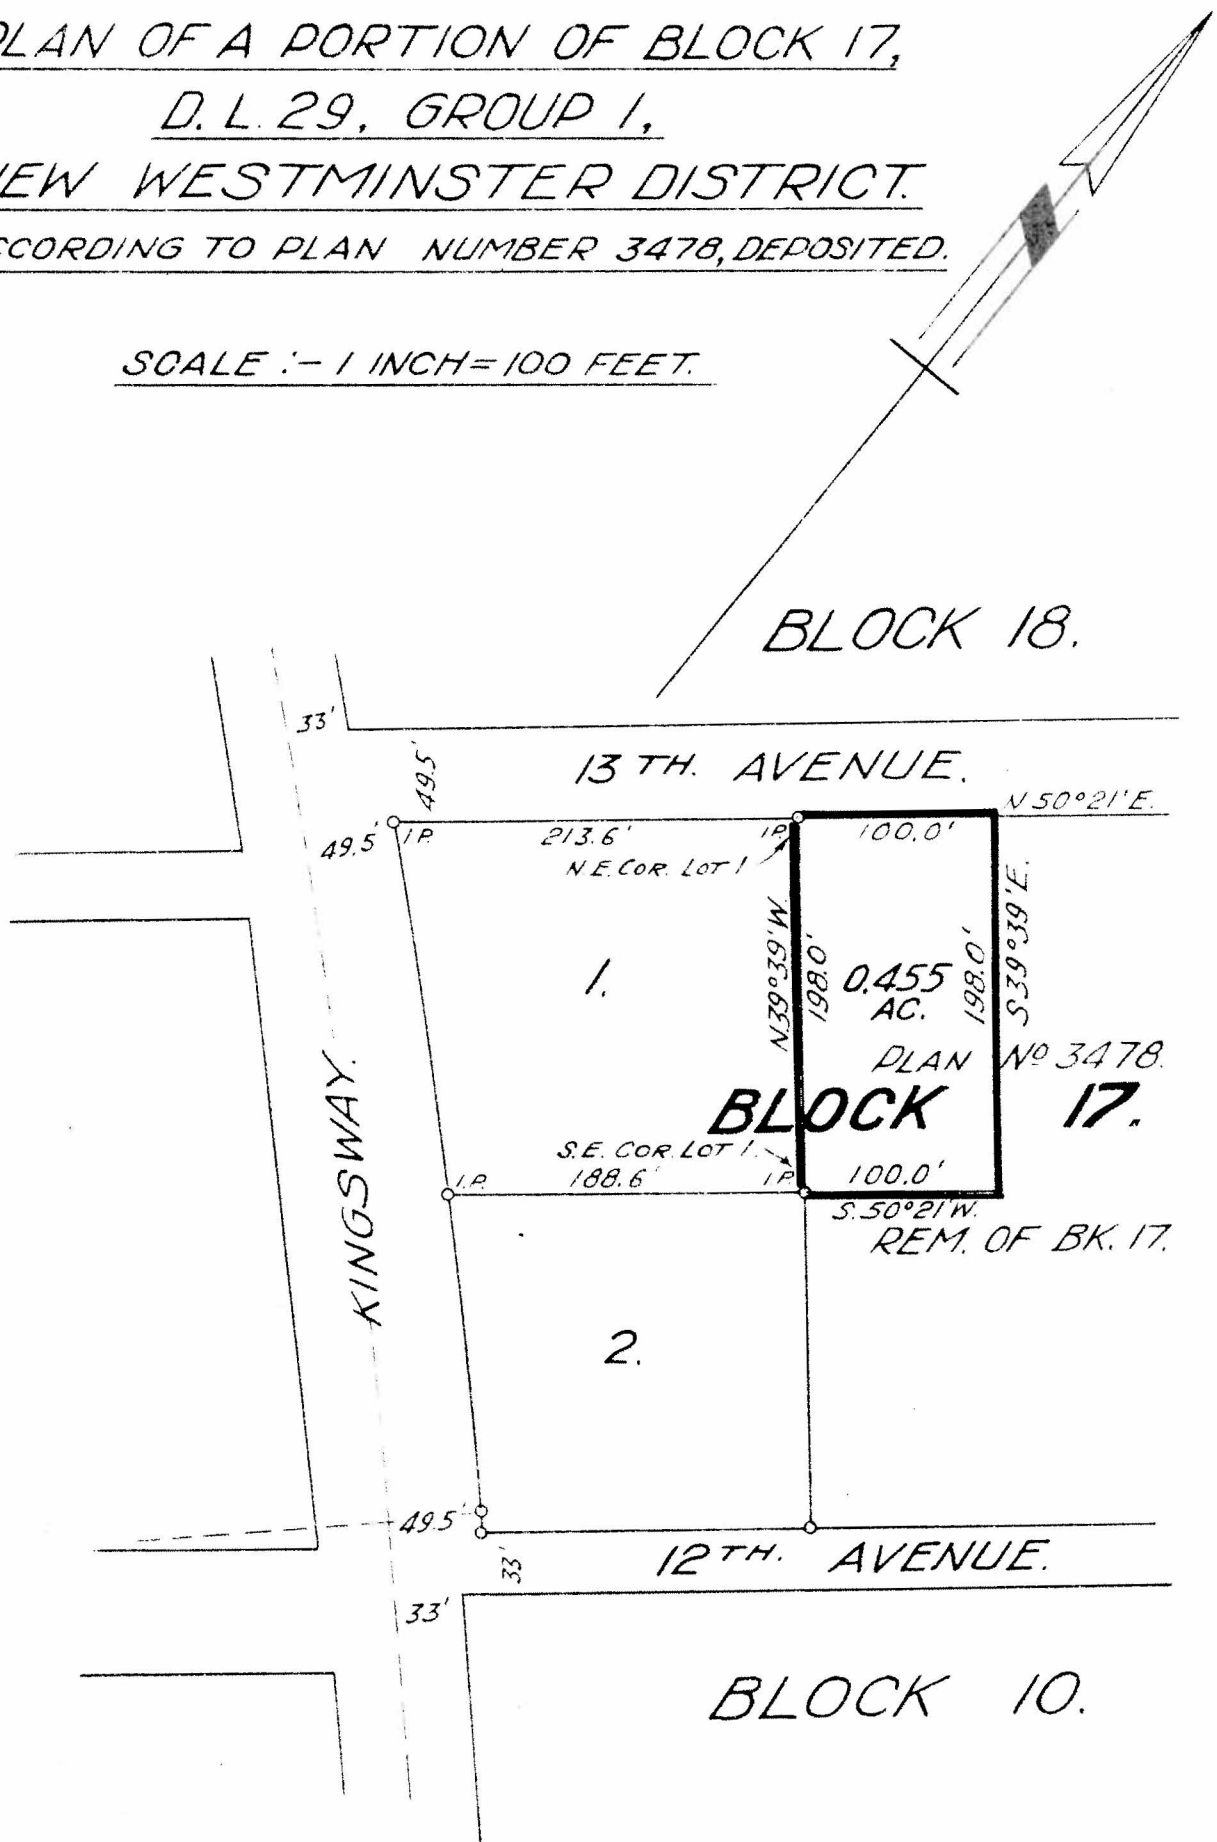 PLAN OF A PORTION OF BLOCK 17,
D.L. 29, GROUP 1,
NEW WESTMINSTER DISTRICT.
ACCORDING TO PLAN NUMBER 3478, DEPOSITED.
SCALE :- 1 INCH = 100 FEET.
BLOCK 18.
33'
49.5'
13TH. AVENUE.
N 50°21'E.
49.5'
I.P.
213.6'
I.P.
100.0'
N.E. COR. LOT 1
N39°39'W.
198.0'
0.455
AC.
198.0'
S39°39'E.
1.
PLAN Nº 3478.
BLOCK 17.
KINGSWAY.
S.E. COR. LOT 1.
I.P.
188.6'
I.P.
100.0'
S.50°21'W.
REM. OF BK. 17.
2.
49.5'
12TH. AVENUE.
33'
33'
BLOCK 10.